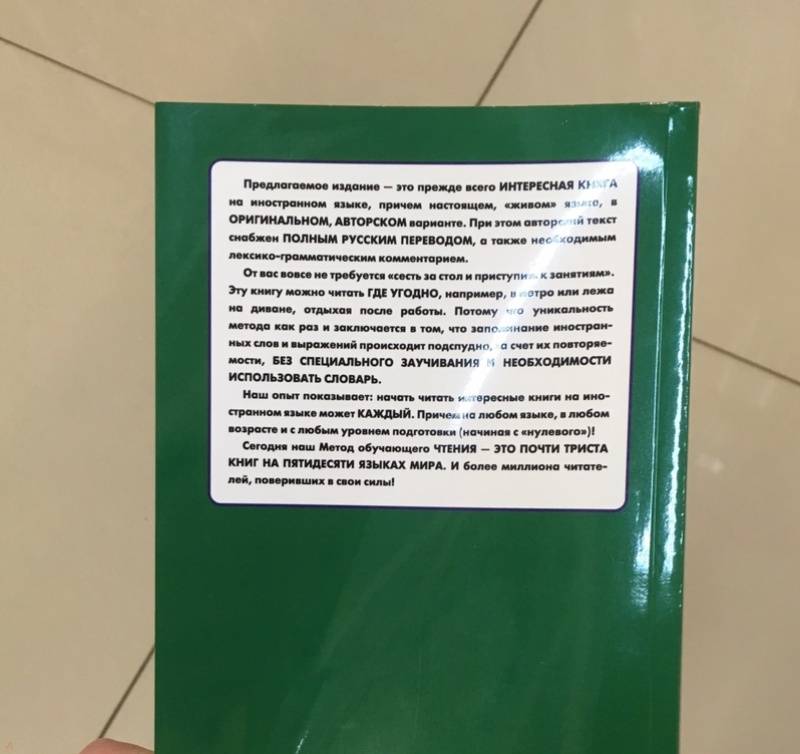 Предлагаемое издание — это прежде всего ИНТЕРЕСНАЯ КНИГА
на иностранном языке, причем настоящем, «живом» языке, в
ОРИГИНАЛЬНОМ, АВТОРСКОМ варианте. При этом авторский текст
снабжен ПОЛНЫМ РУССКИМ ПЕРЕВОДОМ, а также необходимым
лексико-грамматическим комментарием.
От вас вовсе не требуется «сесть за стол и приступить к занятиям».
Эту книгу можно читать ГДЕ УГОДНО, например, в метро или лежа
на диване, отдыхая после работы. Потому что уникальность
метода как раз и заключается в том, что запоминание иностран-
ных слов и выражений происходит подспудно, за счет их повторяе-
мости, БЕЗ СПЕЦИАЛЬНОГО ЗАУЧИВАНИЯ И НЕОБХОДИМОСТИ
ИСПОЛЬЗОВАТЬ СЛОВАРЬ.
Наш опыт показывает: начать читать интересные книги на ино-
странном языке может КАЖДЫЙ. Причем на любом языке, в любом
возрасте и с любым уровнем подготовки (начиная с «нулевого»)!
Сегодня наш Метод обучающего ЧТЕНИЯ — ЭТО ПОЧТИ ТРИСТА
КНИГ НА ПЯТИДЕСЯТИ ЯЗЫКАХ МИРА. И более миллиона читате-
лей, поверивших в свои силы!